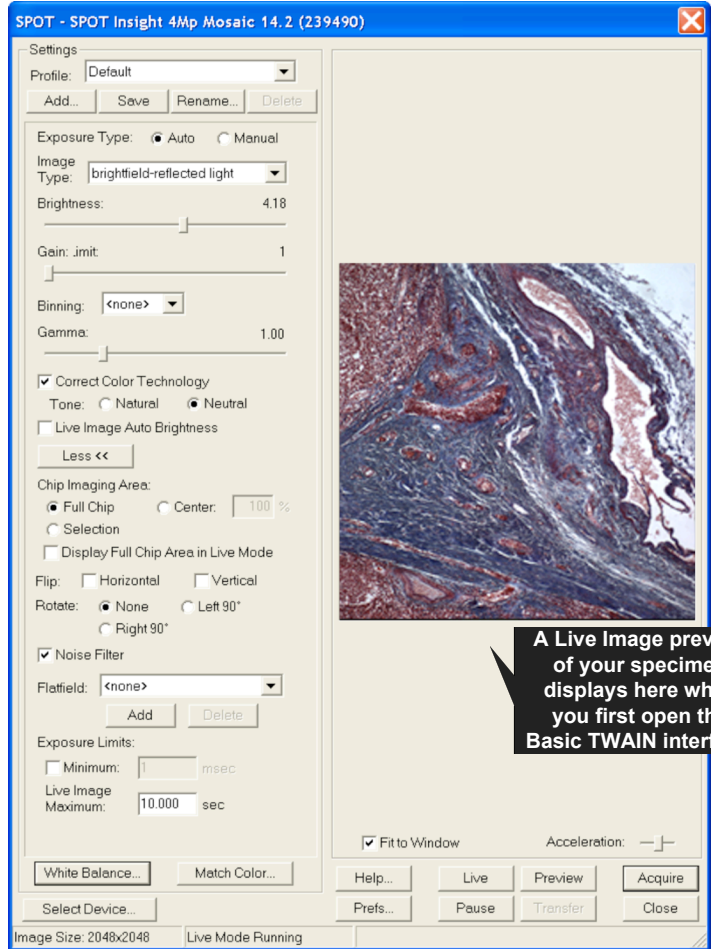 SPOT - SPOT Insight 4Mp Mosaic 14.2 (239490)
Settings
Profile: Default
Add... Save Rename... Delete
Exposure Type: Auto Manual
Image
Type: brightfield-reflected light
Brightness: 4.18
Gain: .imit: 1
Binning: <none>
Gamma: 1.00
Correct Color Technology
Tone: Natural Neutral
Live Image Auto Brightness
Less <<
Chip Imaging Area:
Full Chip Center: 100 %
Selection
Display Full Chip Area in Live Mode
Flip: Horizontal Vertical
Rotate: None Left 90°
Right 90°
Noise Filter
Flatfield: <none>
Add Delete
Exposure Limits:
Minimum: 1 msec
Live Image
Maximum: 10.000 sec
White Balance... Match Color...
Select Device...
Image Size: 2048x2048 Live Mode Running
A Live Image prev
of your specime
displays here wh
you first open th
Basic TWAIN interf
Fit to Window Acceleration:
Help... Live Preview Acquire
Prefs... Pause Transfer Close